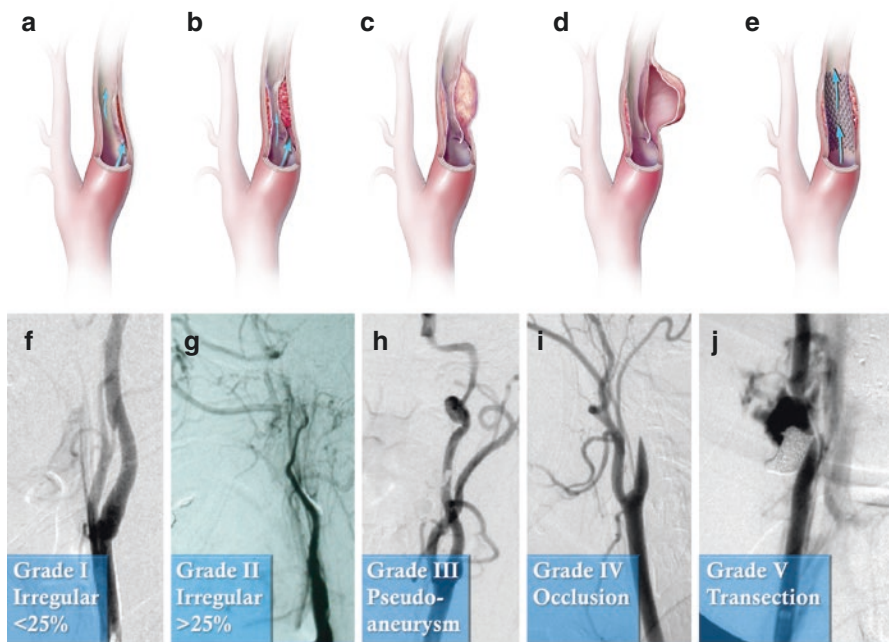 a b c d e
f g h i j
Grade I
Irregular
<25%
Grade II
Irregular
>25%
Grade III
Pseudo-
aneurysm
Grade IV
Occlusion
Grade V
Transection